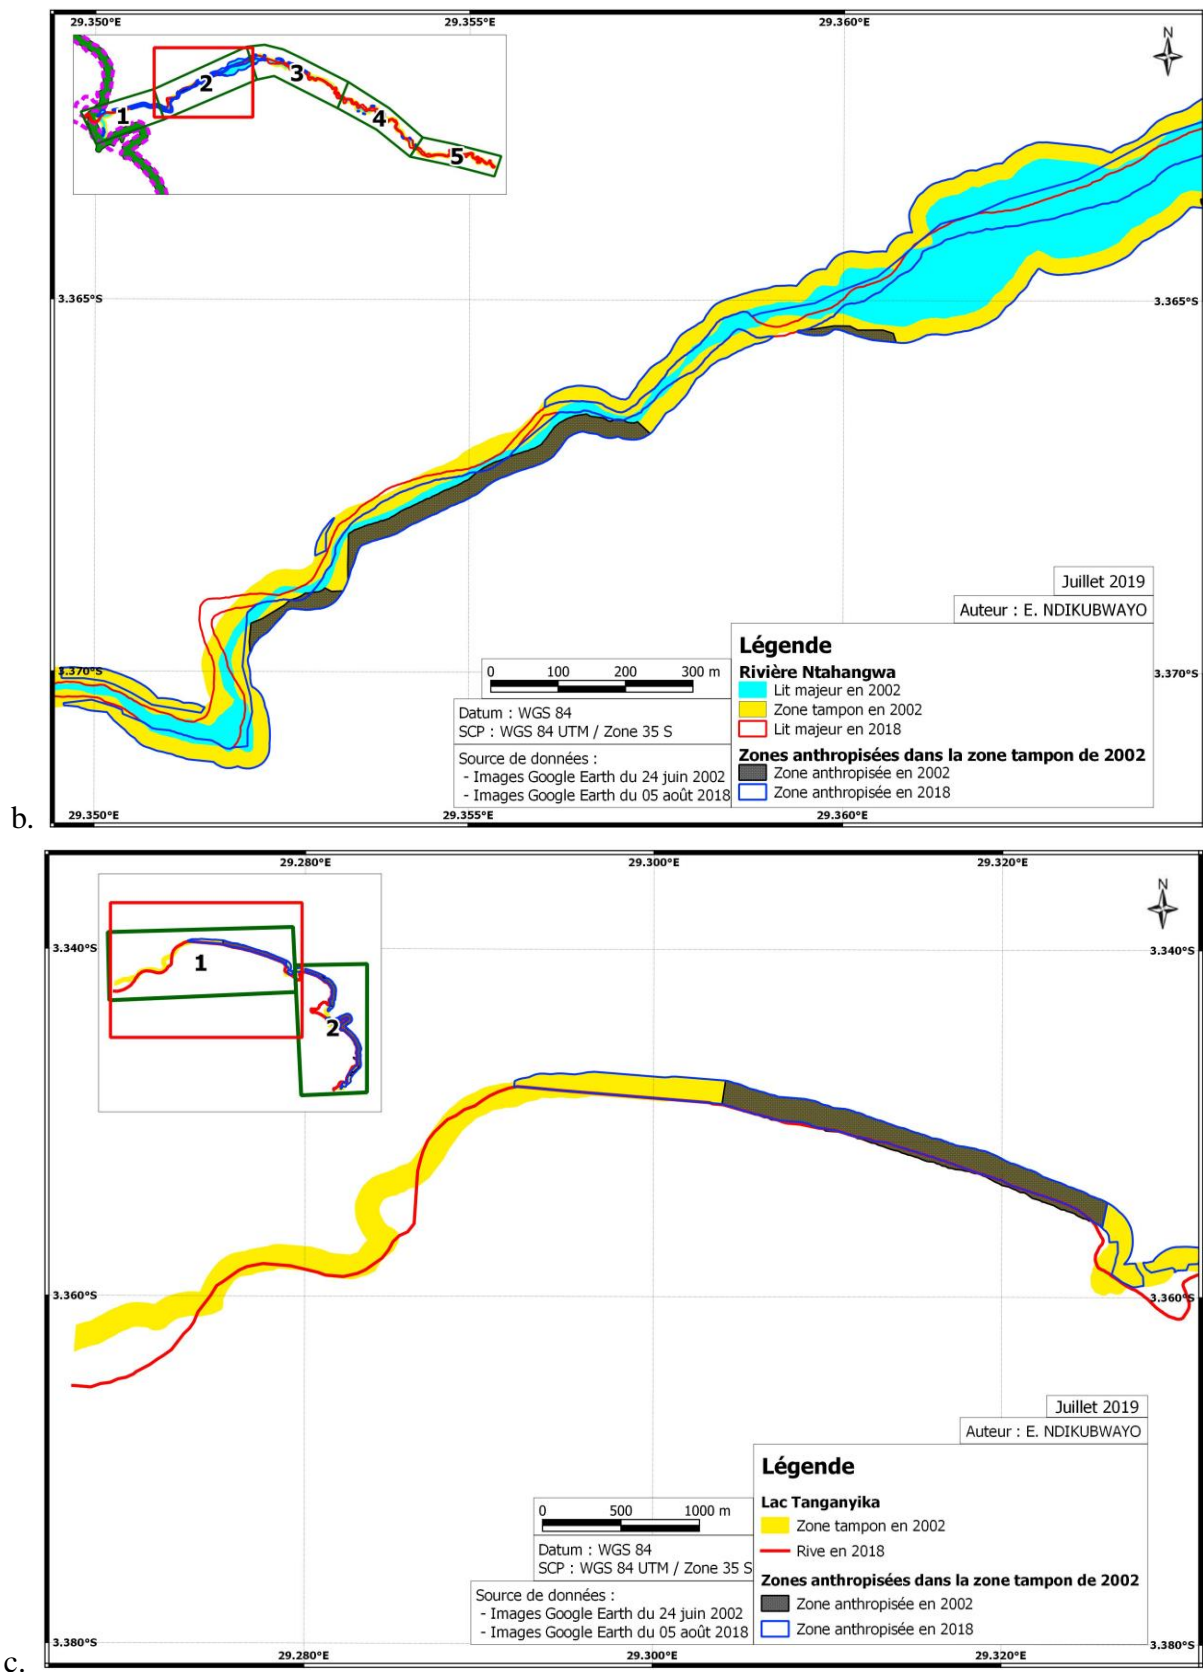 29.350°E 29.355°E 29.360°E
N
1 2 3 4 5
3.365°S 3.365°S
3.370°S 3.370°S
Juillet 2019
Auteur : E. NDIKUBWAYO
Légende
Rivière Ntahangwa
Lit majeur en 2002
Zone tampon en 2002
Lit majeur en 2018
Zones anthropisées dans la zone tampon de 2002
Zone anthropisée en 2002
Zone anthropisée en 2018
0 100 200 300 m
Datum : WGS 84
SCP : WGS 84 UTM / Zone 35 S
Source de données :
- Images Google Earth du 24 juin 2002
- Images Google Earth du 05 août 2018
29.350°E 29.355°E 29.360°E
b.
29.280°E 29.300°E 29.320°E
N
1
2
3.340°S 3.340°S
3.360°S 3.360°S
Juillet 2019
Auteur : E. NDIKUBWAYO
Légende
Lac Tanganyika
Zone tampon en 2002
Rive en 2018
Zones anthropisées dans la zone tampon de 2002
Zone anthropisée en 2002
Zone anthropisée en 2018
0 500 1000 m
Datum : WGS 84
SCP : WGS 84 UTM / Zone 35 S
Source de données :
- Images Google Earth du 24 juin 2002
- Images Google Earth du 05 août 2018
3.380°S 3.380°S
29.280°E 29.300°E 29.320°E
c.